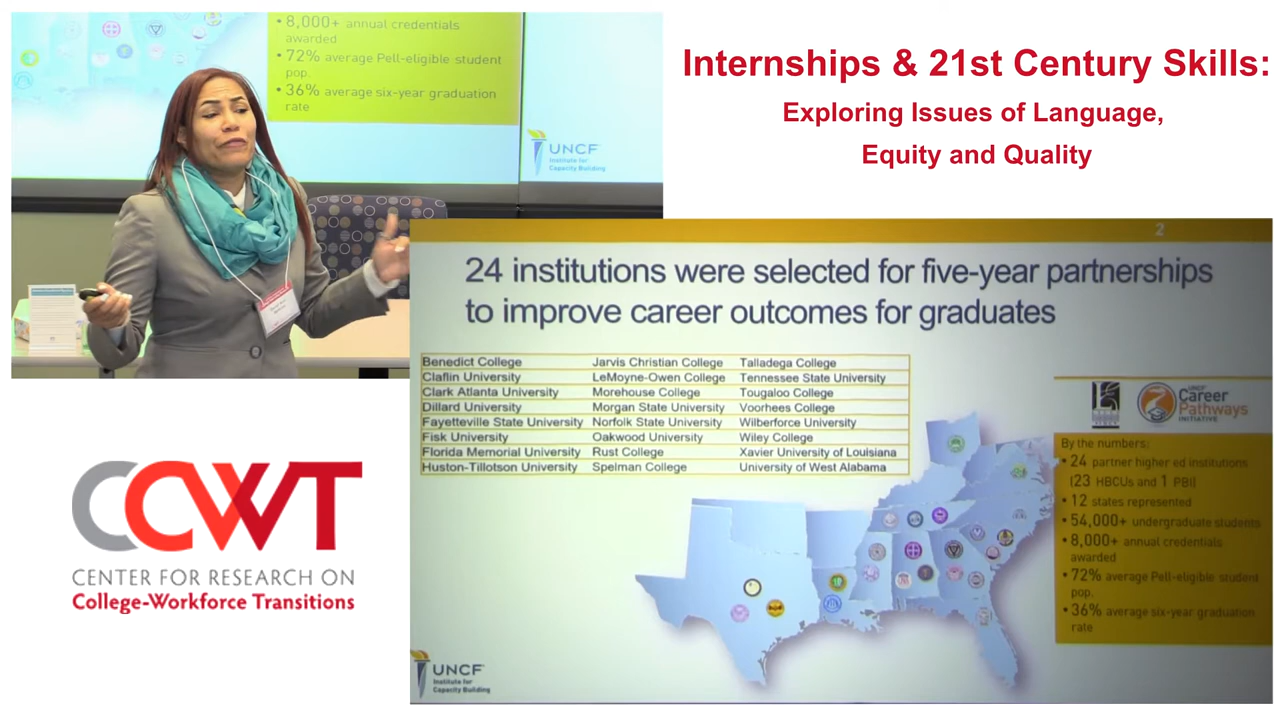 8,000+ annual credentials
awarded
72% average Pell-eligible student
pop.
36% average six-year graduation
rate
UNCF
Institute for
Capacity Building
Internships & 21st Century Skills:
Exploring Issues of Language,
Equity and Quality
2
24 institutions were selected for five-year partnerships
to improve career outcomes for graduates
Benedict College Jarvis Christian College Talladega College
Claflin University LeMoyne-Owen College Tennessee State University
Clark Atlanta University Morehouse College Tougaloo College
Dillard University Morgan State University Voorhees College
Fayetteville State University Norfolk State University Wilberforce University
Fisk University Oakwood University Wiley College
Florida Memorial University Rust College Xavier University of Louisiana
Huston-Tillotson University Spelman College University of West Alabama
UNCF
Career
Pathways
INITIATIVE
By the numbers:
• 24 partner higher ed institutions
(23 HBCUs and 1 PBI)
• 12 states represented
• 54,000+ undergraduate students
• 8,000+ annual credentials
awarded
• 72% average Pell-eligible student
pop.
• 36% average six-year graduation
rate
UNCF
Institute for
Capacity Building
CCWT
CENTER FOR RESEARCH ON
College-Workforce Transitions